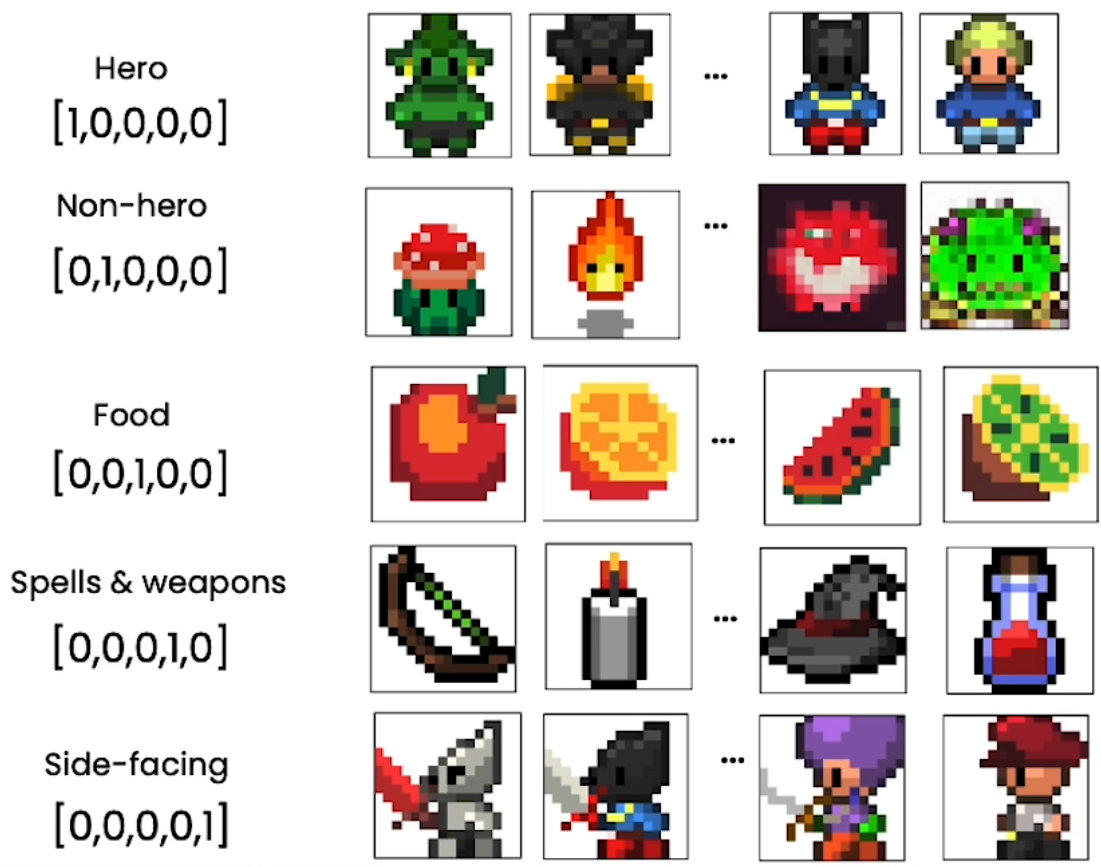 Hero
[1,0,0,0,0]
...
Non-hero
[0,1,0,0,0]
...
Food
[0,0,1,0,0]
...
Spells & weapons
[0,0,0,1,0]
...
Side-facing
[0,0,0,0,1]
...